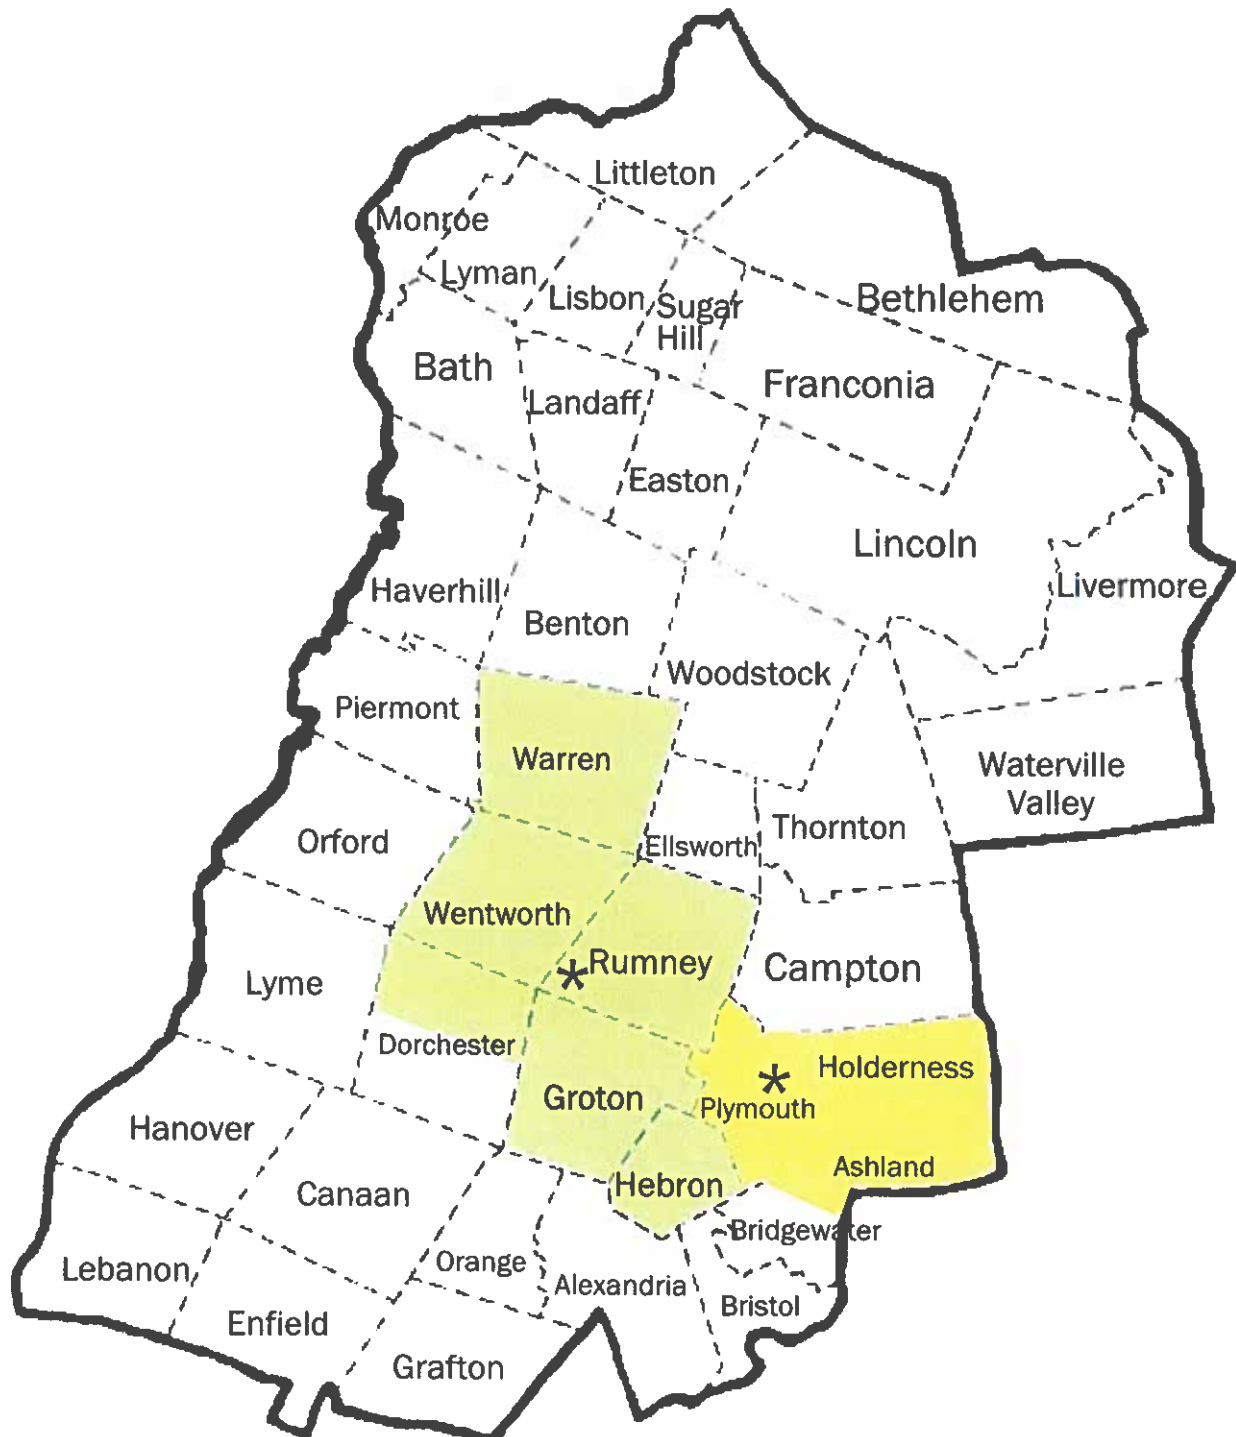 Littleton
Monroe
Lyman
Lisbon
Sugar
Hill
Bethlehem
Bath
Landaff
Franconia
Easton
Lincoln
Haverhill
Benton
Livermore
Woodstock
Piermont
Warren
Waterville
Valley
Orford
Ellsworth
Thornton
Wentworth
*Rumney
Campton
Lyme
Dorchester
Holderness
*
Groton
Plymouth
Hanover
Ashland
Canaan
Hebron
Bridgewater
Lebanon
Orange
Alexandria
Bristol
Enfield
Grafton